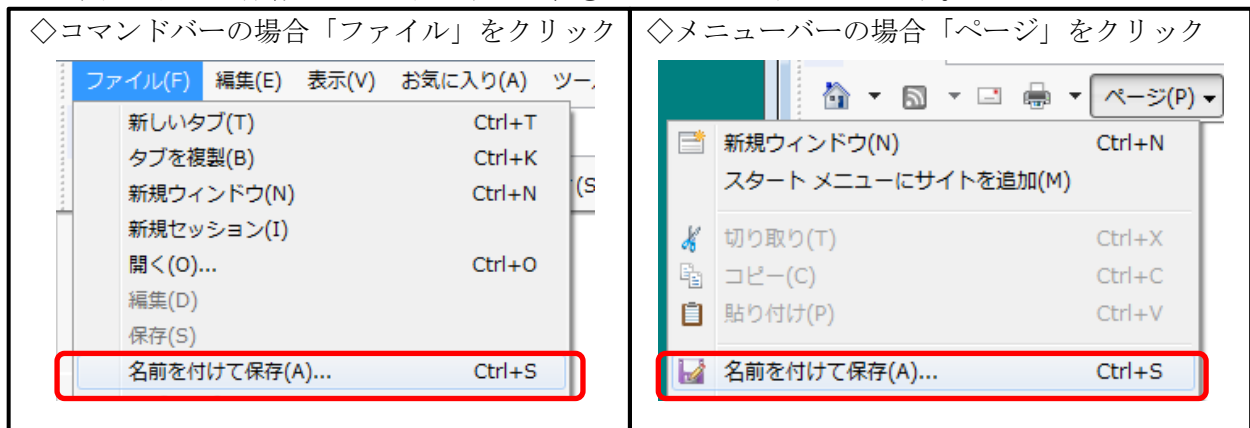 ◇コマンドバーの場合「ファイル」をクリック
ファイル(F) 編集(E) 表示(V) お気に入り(A) ツー
新しいタブ(T) Ctrl+T
タブを複製(B) Ctrl+K
新規ウィンドウ(N) Ctrl+N
(S
新規セッション(I)
開く(O)... Ctrl+O
編集(D)
保存(S)
名前を付けて保存(A)... Ctrl+S
◇メニューバーの場合「ページ」をクリック
ページ(P)
新規ウィンドウ(N) Ctrl+N
スタート メニューにサイトを追加(M)
切り取り(T) Ctrl+X
コピー(C) Ctrl+C
貼り付け(P) Ctrl+V
名前を付けて保存(A)... Ctrl+S